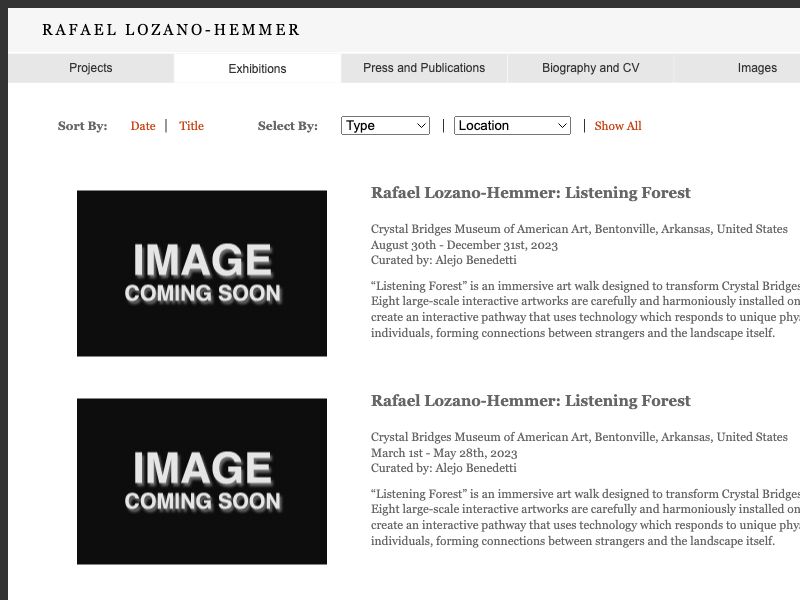 RAFAEL LOZANO-HEMMER
Projects Exhibitions Press and Publications Biography and CV Images
Sort By: Date | Title Select By: Type | Location | Show All
IMAGE
COMING SOON
Rafael Lozano-Hemmer: Listening Forest
Crystal Bridges Museum of American Art, Bentonville, Arkansas, United States
August 30th - December 31st, 2023
Curated by: Alejo Benedetti
“Listening Forest” is an immersive art walk designed to transform Crystal Bridges
Eight large-scale interactive artworks are carefully and harmoniously installed on
create an interactive pathway that uses technology which responds to unique phy
individuals, forming connections between strangers and the landscape itself.
IMAGE
COMING SOON
Rafael Lozano-Hemmer: Listening Forest
Crystal Bridges Museum of American Art, Bentonville, Arkansas, United States
March 1st - May 28th, 2023
Curated by: Alejo Benedetti
“Listening Forest” is an immersive art walk designed to transform Crystal Bridges
Eight large-scale interactive artworks are carefully and harmoniously installed on
create an interactive pathway that uses technology which responds to unique phy
individuals, forming connections between strangers and the landscape itself.